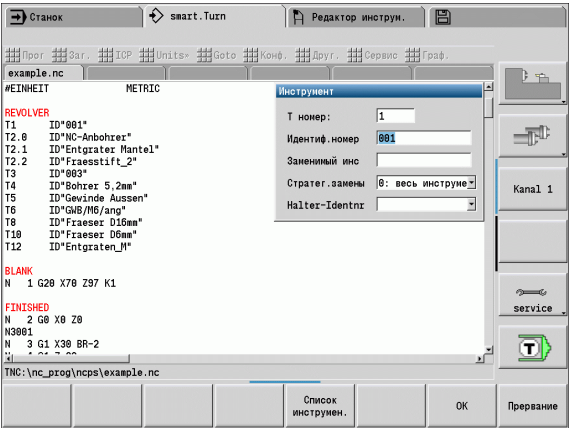 Станок
smart.Turn
Редактор инструм.
Прог Заг. ICP Units» Goto Конф. Друг. Сервис Граф.
example.nc
#EINHEIT METRIC
REVOLVER
T1 ID"001"
T2.0 ID"NC-Anbohrer"
T2.1 ID"Entgrater Mantel"
T2.2 ID"Fraesstift_2"
T3 ID"003"
T4 ID"Bohrer 5,2mm"
T5 ID"Gewinde Aussen"
T6 ID"GWB/M6/ang"
T8 ID"Fraeser D16mm"
T10 ID"Fraeser D6mm"
T12 ID"Entgraten_M"
BLANK
N 1 G20 X70 Z97 K1
FINISHED
N 2 G0 X0 Z0
N3001
N 3 G1 X30 BR-2
Инструмент
T номер: 1
Идентиф.номер 001
Заменимый инс
Стратег.замены 0: весь инструме
Halter-Identnr
Kanal 1
service
T
TNC:\nc_prog\ncps\example.nc
Список
инструмен.
OK
Прервание